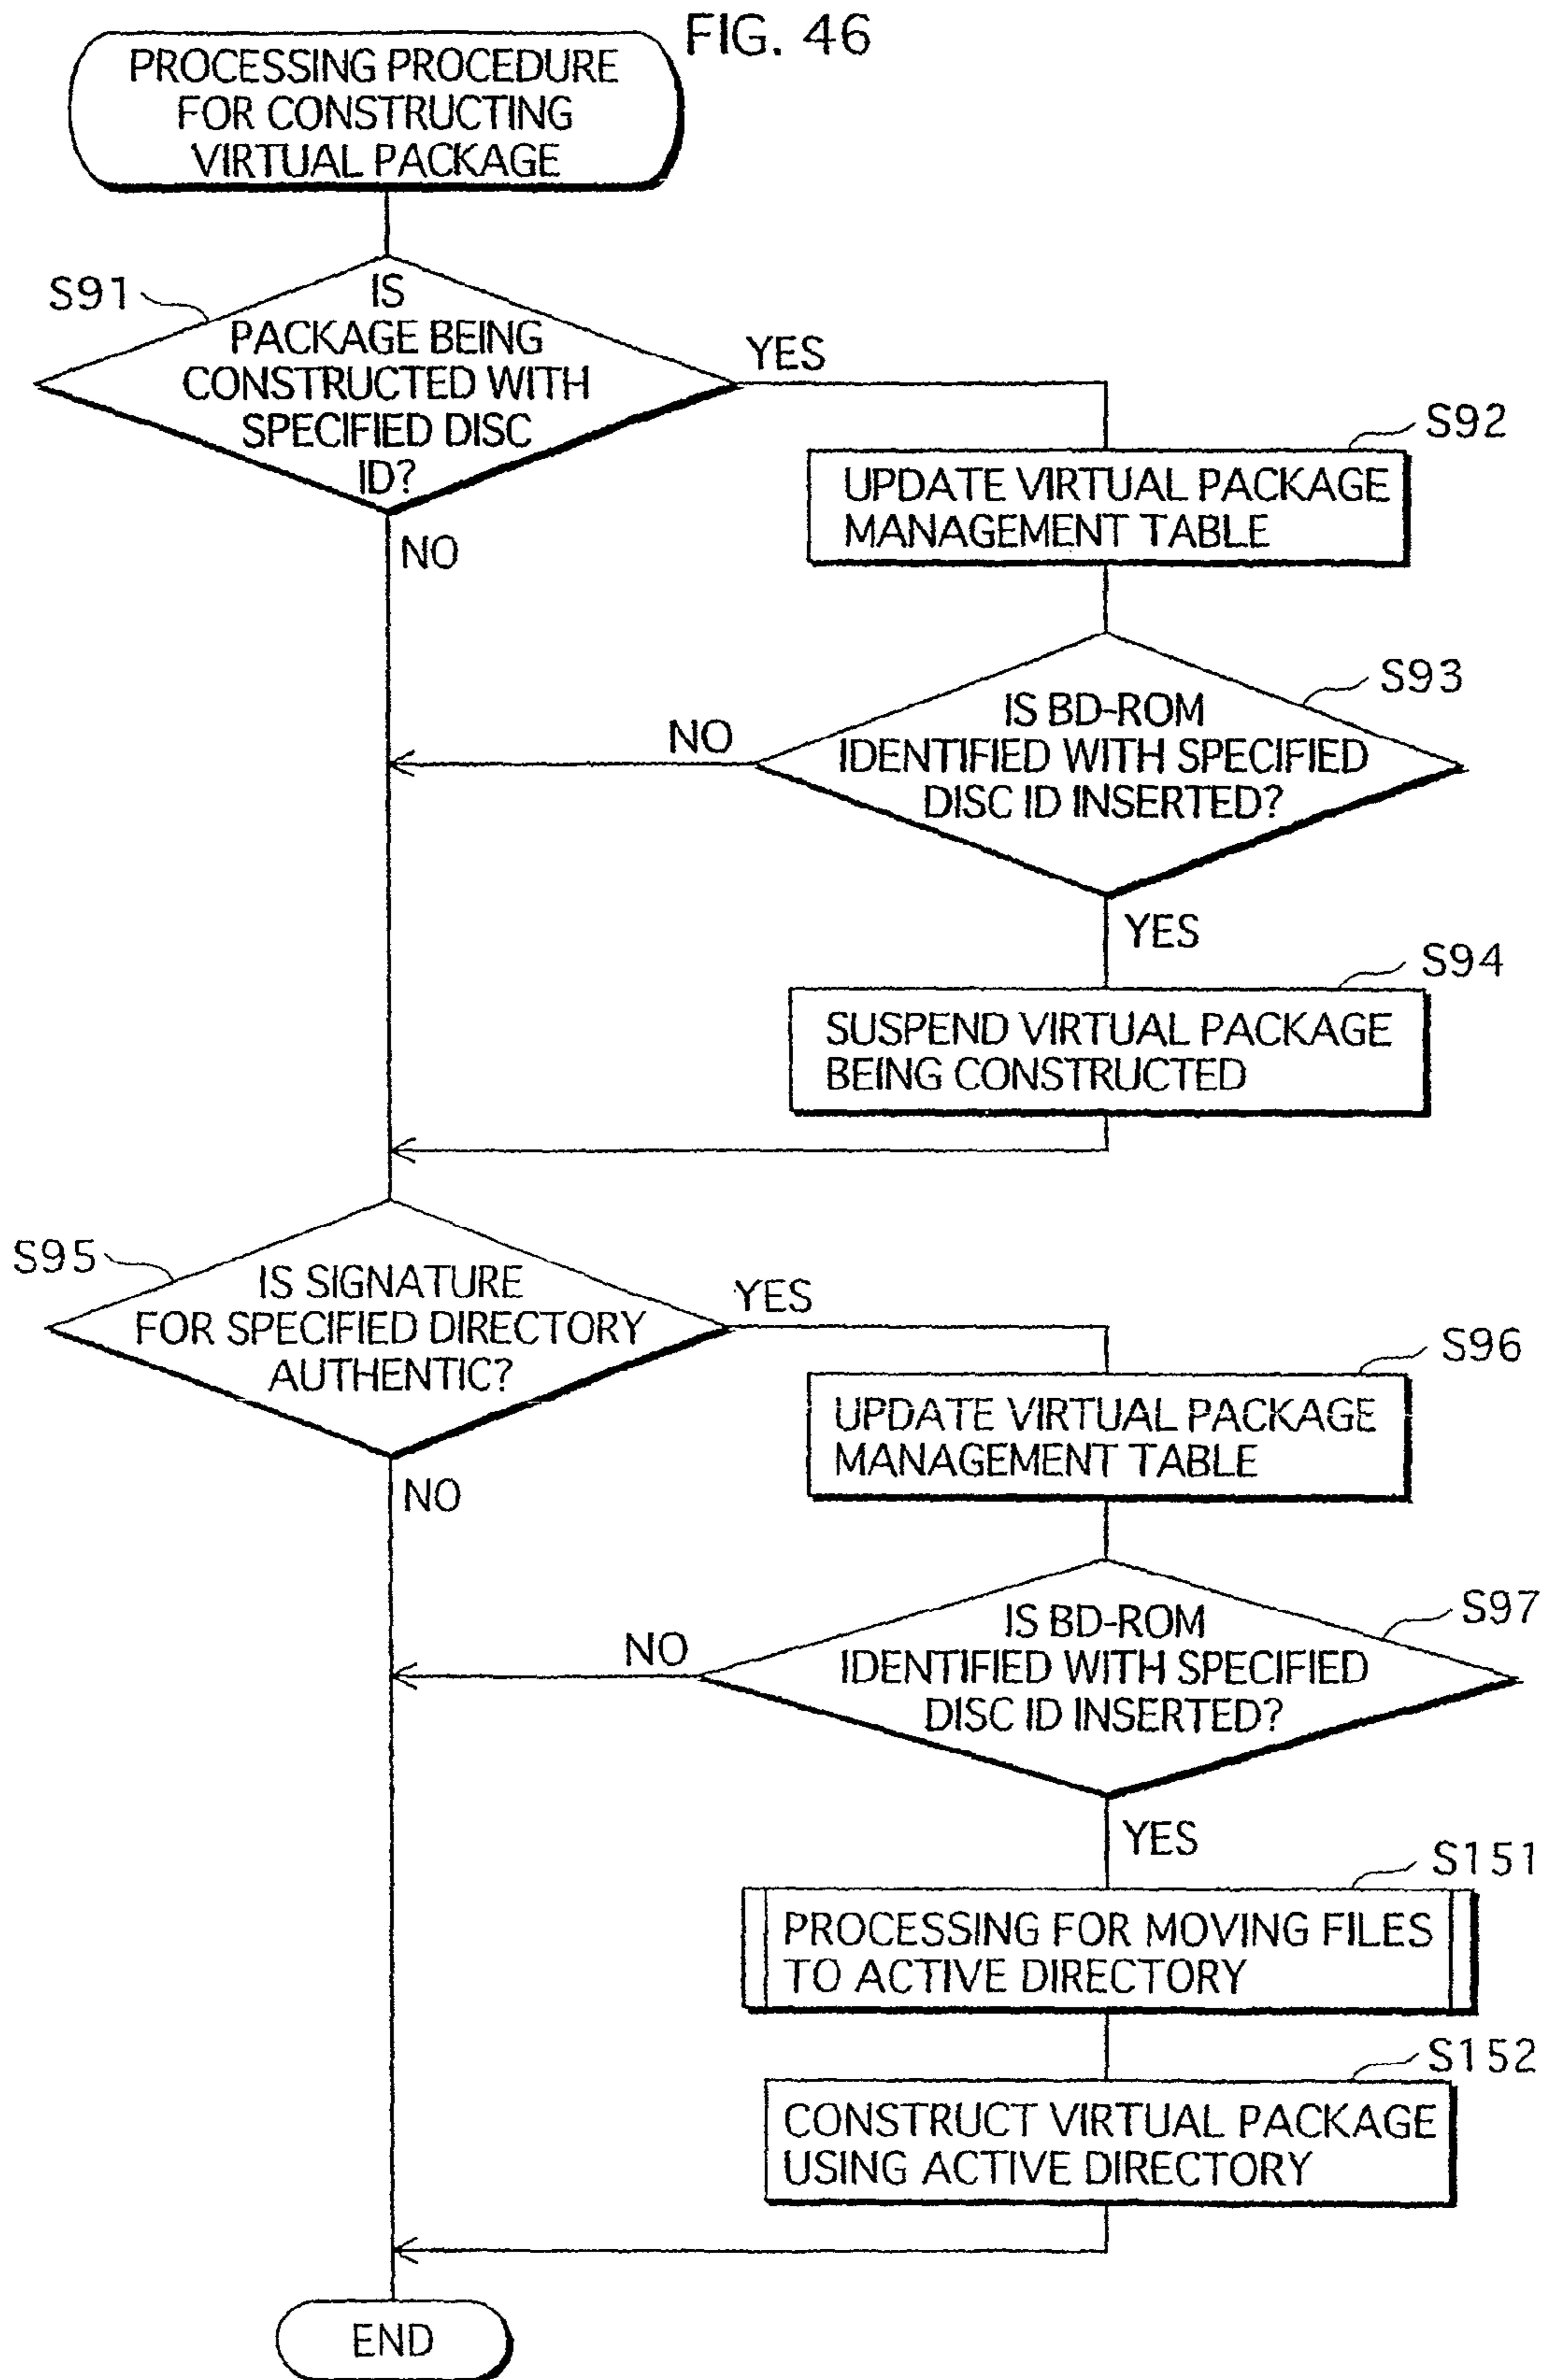 FIG. 46
PROCESSING PROCEDURE
FOR CONSTRUCTING
VIRTUAL PACKAGE
S91
IS
PACKAGE BEING
CONSTRUCTED WITH
SPECIFIED DISC
ID?
YES
NO
S92
UPDATE VIRTUAL PACKAGE
MANAGEMENT TABLE
S93
IS BD-ROM
IDENTIFIED WITH SPECIFIED
DISC ID INSERTED?
NO
YES
S94
SUSPEND VIRTUAL PACKAGE
BEING CONSTRUCTED
S95
IS SIGNATURE
FOR SPECIFIED DIRECTORY
AUTHENTIC?
YES
NO
S96
UPDATE VIRTUAL PACKAGE
MANAGEMENT TABLE
S97
IS BD-ROM
IDENTIFIED WITH SPECIFIED
DISC ID INSERTED?
NO
YES
S151
PROCESSING FOR MOVING FILES
TO ACTIVE DIRECTORY
S152
CONSTRUCT VIRTUAL PACKAGE
USING ACTIVE DIRECTORY
END